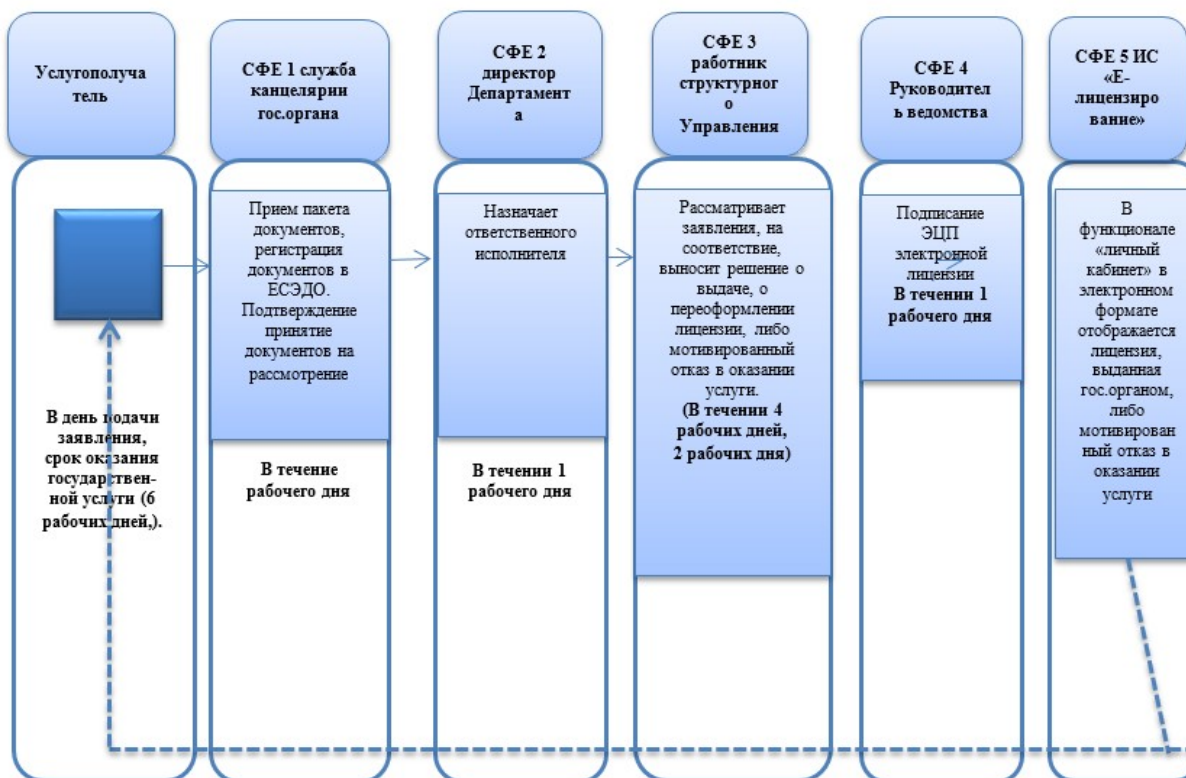 Услугополуча
тель
СФЕ 1 служба
канцелярии
гос.органа
СФЕ 2
директор
Департамент
а
СФЕ 3
работник
структурног
о
Управления
СФЕ 4
Руководител
ь ведомства
СФЕ 5 ИС
«Е-
лицензиро
вание»
В день подачи
заявления,
срок оказания
государствен-
ной услуги (6
рабочих дней,).
Прием пакета
документов,
регистрация
документов в
ЕСЭДО.
Подтверждение
принятие
документов на
рассмотрение
В течение
рабочего дня
Назначает
ответственного
исполнителя
В течении 1
рабочего дня
Рассматривает
заявления, на
соответствие,
выносит решение о
выдаче, о
переоформлении
лицензии, либо
мотивированный
отказ в оказании
услуги.
(В течении 4
рабочих дней,
2 рабочих дня)
Подписание
ЭЦП
электронной
лицензии
В течении 1
рабочего дня
В
функционале
«личный
кабинет» в
электронном
формате
отображается
лицензия,
выданная
гос.органом,
либо
мотивирован
ный отказ в
оказании
услуги